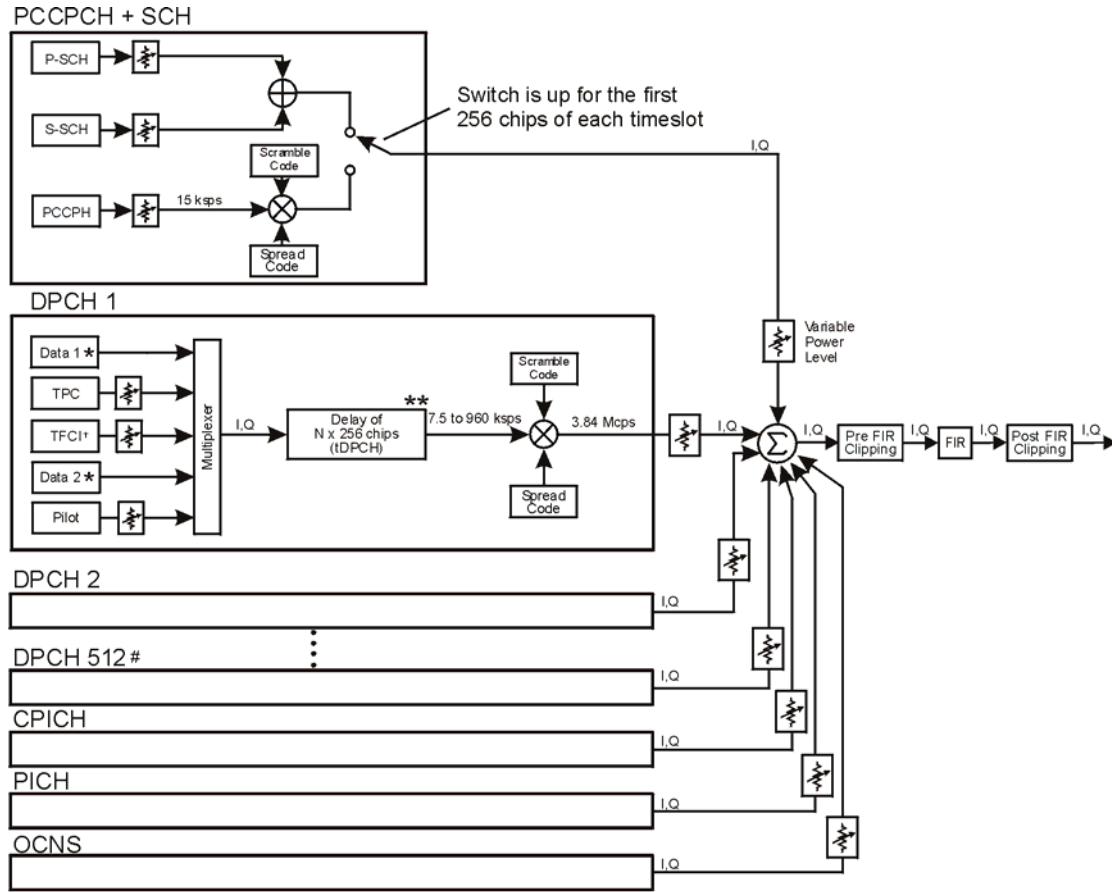 PCCPCH + SCH
P-SCH
S-SCH
PCCPH
15 ksps
Scramble
Code
Spread
Code
Switch is up for the first
256 chips of each timeslot
I,Q
Variable
Power
Level
DPCH 1
Data 1*
TPC
TFCI†
Data 2*
Pilot
Multiplexer
I,Q
Delay of
N x 256 chips
(tDPCH)
**
7.5 to 960 ksps
Scramble
Code
Spread
Code
3.84 Mcps
I,Q
Σ
I,Q
Pre FIR
Clipping
I,Q
FIR
I,Q
Post FIR
Clipping
I,Q
DPCH 2
I,Q
DPCH 512 #
I,Q
CPICH
I,Q
PICH
I,Q
OCNS
I,Q